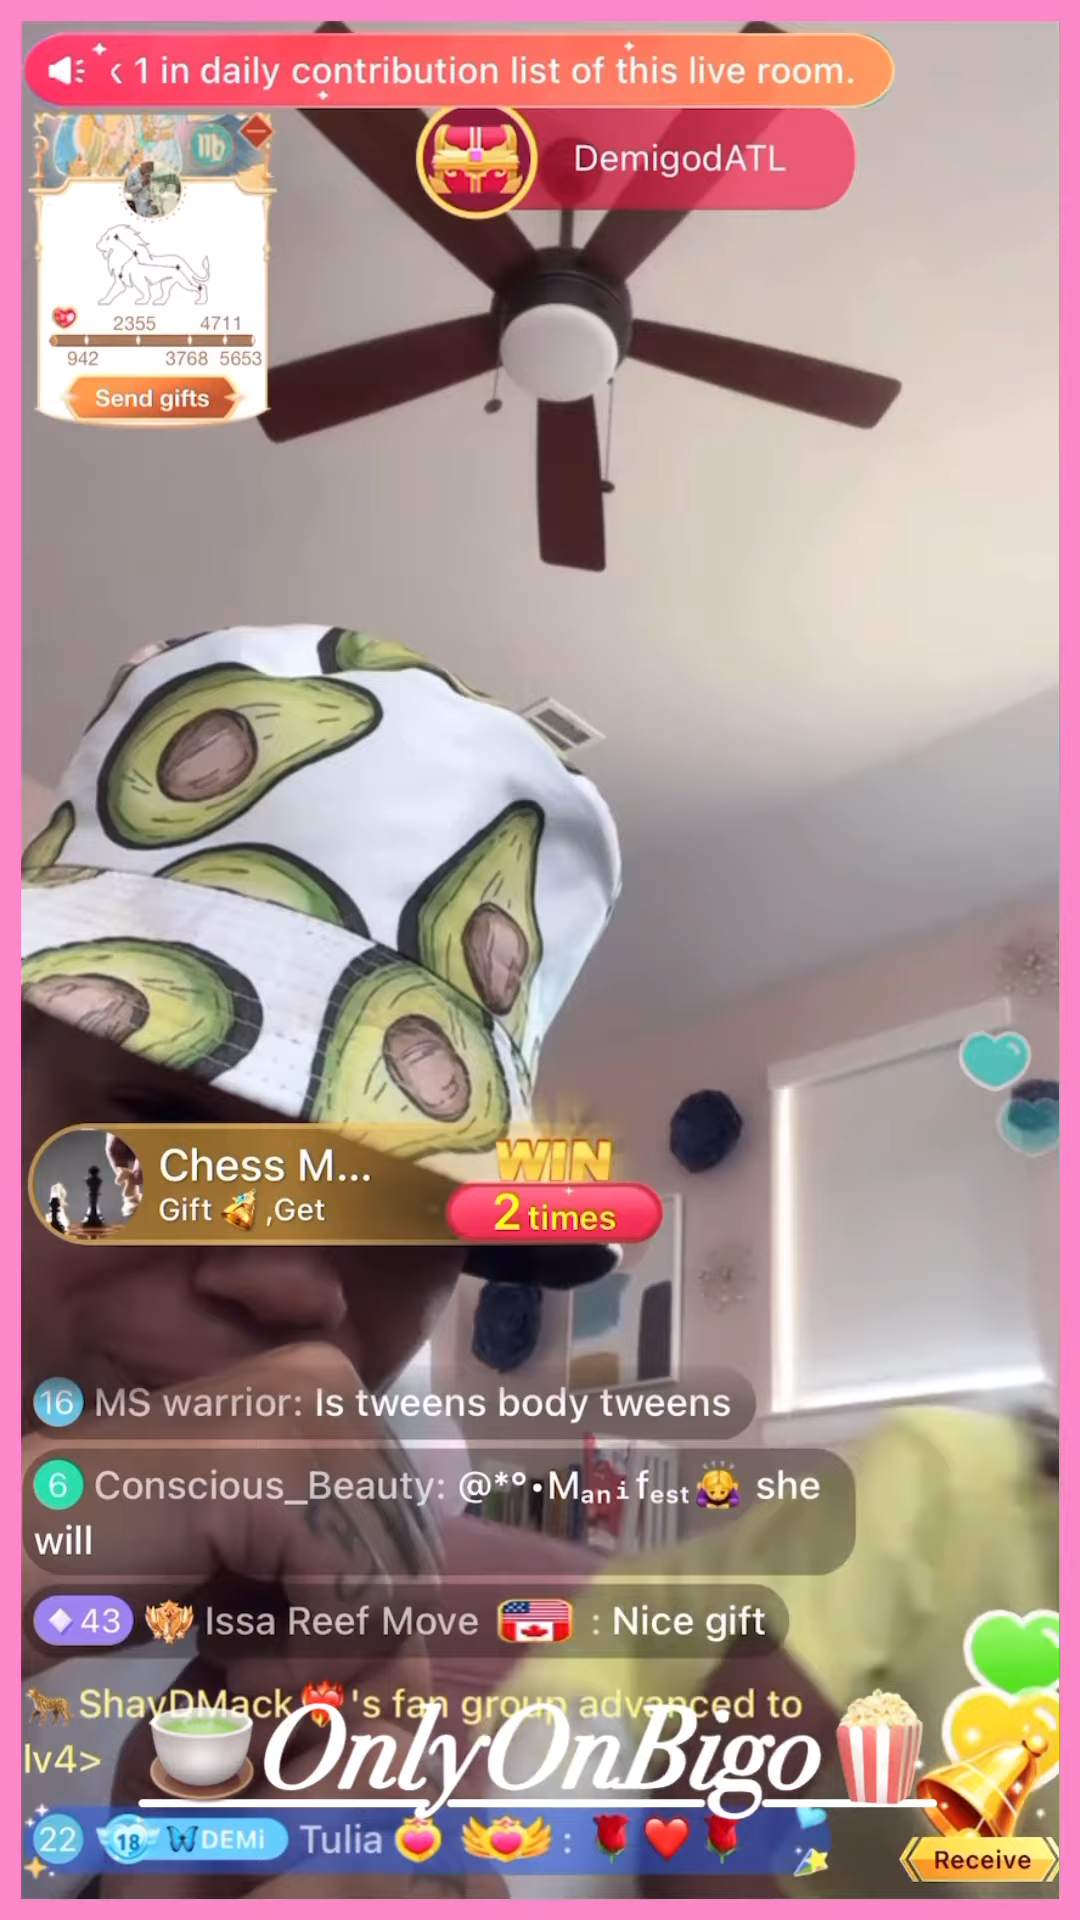 ‹ 1 in daily contribution list of this live room.
DemigodATL
2355 4711
942 3768 5653
Send gifts
WIN
Chess M...
Gift 🔔,Get
2 times
16 MS warrior: Is tweens body tweens
6 Conscious_Beauty: @*°•Mₐₙᵢfₑₛₜ🙇‍♀️ she
will
43 Issa Reef Move 🇺🇸🇨🇦 : Nice gift
🐆ShayDMack❤️‍🔥's fan group advanced to
lv4>
🍵OnlyOnBigo🍿
22 18 🦋DEMi Tulia : 🌹❤️🌹
Receive